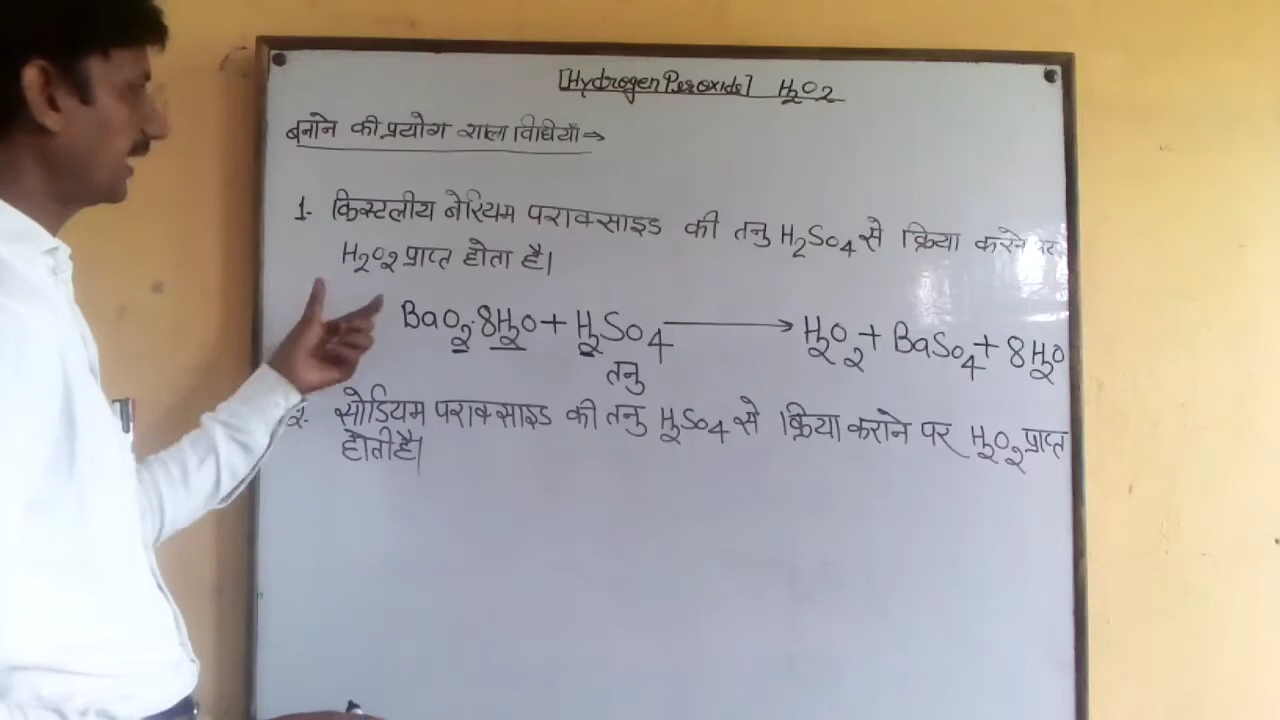 [Hydrogen Peroxide] H2O2
बनाने की प्रयोग शाला विधियाँ→
1- क्रिस्टलीय बेरियम पराक्साइड की तनु H2SO4 से क्रिया करने पर
H2O2 प्राप्त होता है।
BaO2·8H2O + H2SO4 → H2O2 + BaSO4 + 8H2O
तनु
2- सोडियम पराक्साइड की तनु H2SO4 से क्रिया कराने पर H2O2 प्राप्त
होती है।